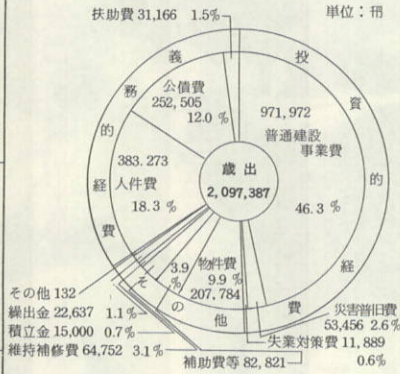 扶助費 31,166 1.5%
単位:千円
義務的経費
投資的経費
その他
公債費
252,505
12.0 %
971,972
普通建設
事業費
46.3 %
383.273
人件費
18.3 %
歳出
2,097,387
3.9
%
物件費
9.9 %
207,784
その他 132
繰出金 22,637 1.1%
積立金 15,000 0.7%
維持補修費 64,752 3.1%
補助費等 82,821
災害普旧費
53,456 2.6%
失業対策費 11,889
0.6%